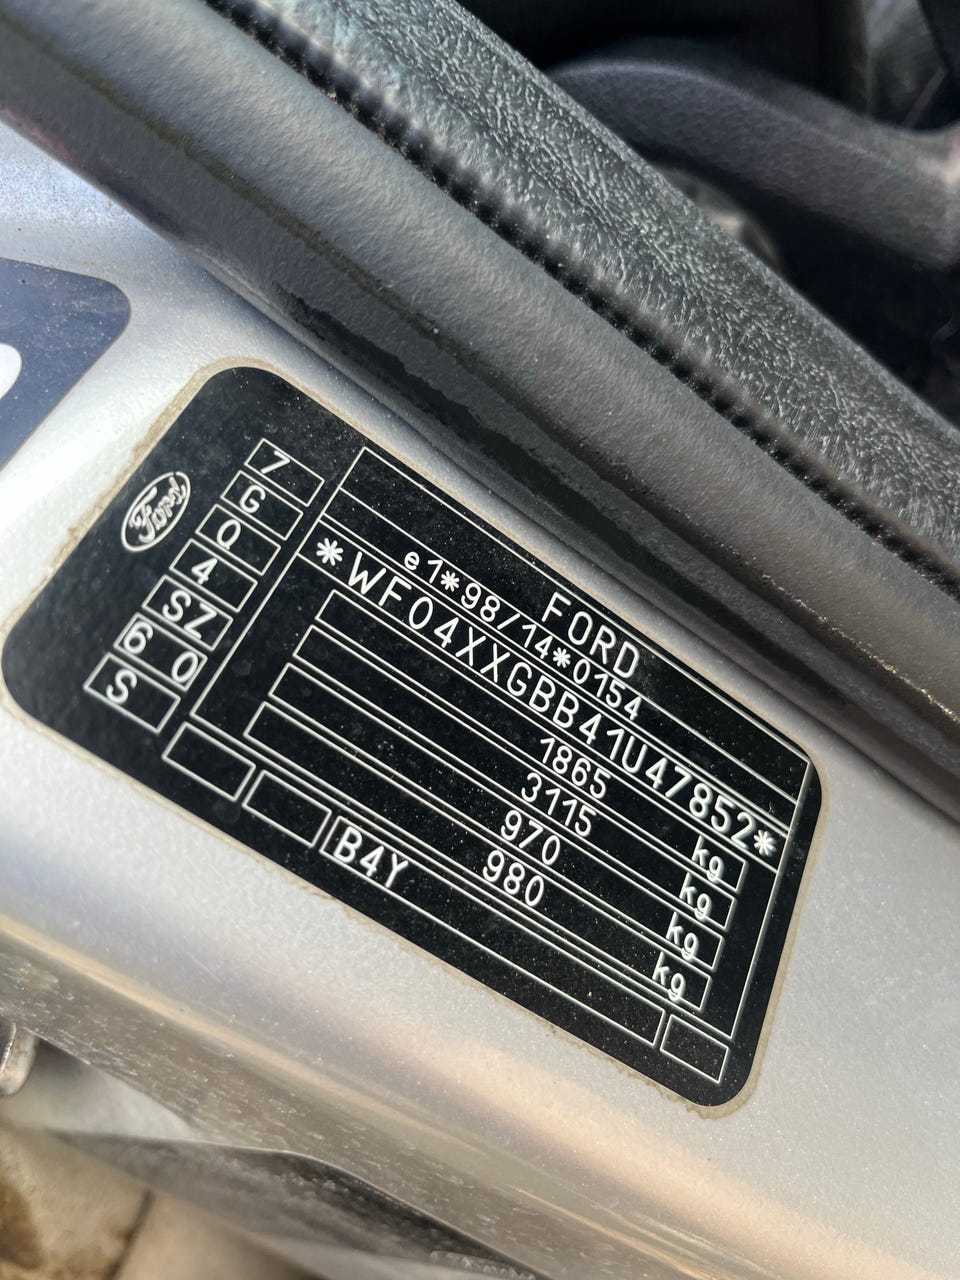 Ford
7
G
Q
4
SZ
6 0
S
FORD
e1*98/14*0154
*WF04XXGBB41U47852*
1865 kg
3115 kg
970 kg
980 kg
B4Y